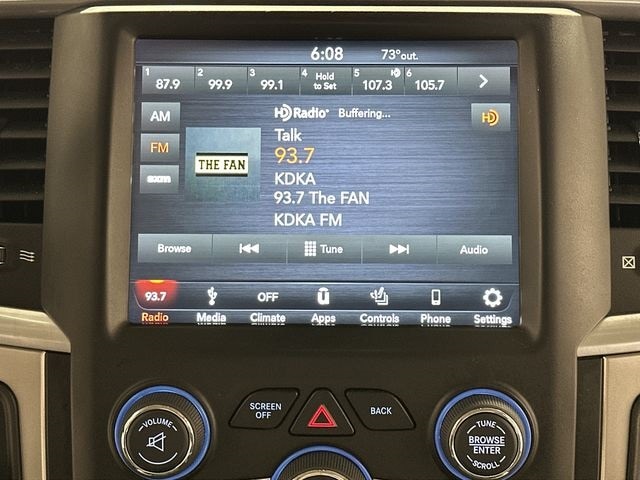 6:08 73°out.
1 87.9 2 99.9 3 99.1 4 Hold to Set 5 107.3 6 105.7
AM HD Radio Buffering... HD
Talk
FM 93.7
THE FAN
KDKA
93.7 The FAN
KDKA FM
Browse Tune Audio
93.7 OFF
Radio Media Climate Apps Controls Phone Settings
VOLUME
SCREEN OFF
BACK
TUNE
BROWSE
ENTER
SCROLL